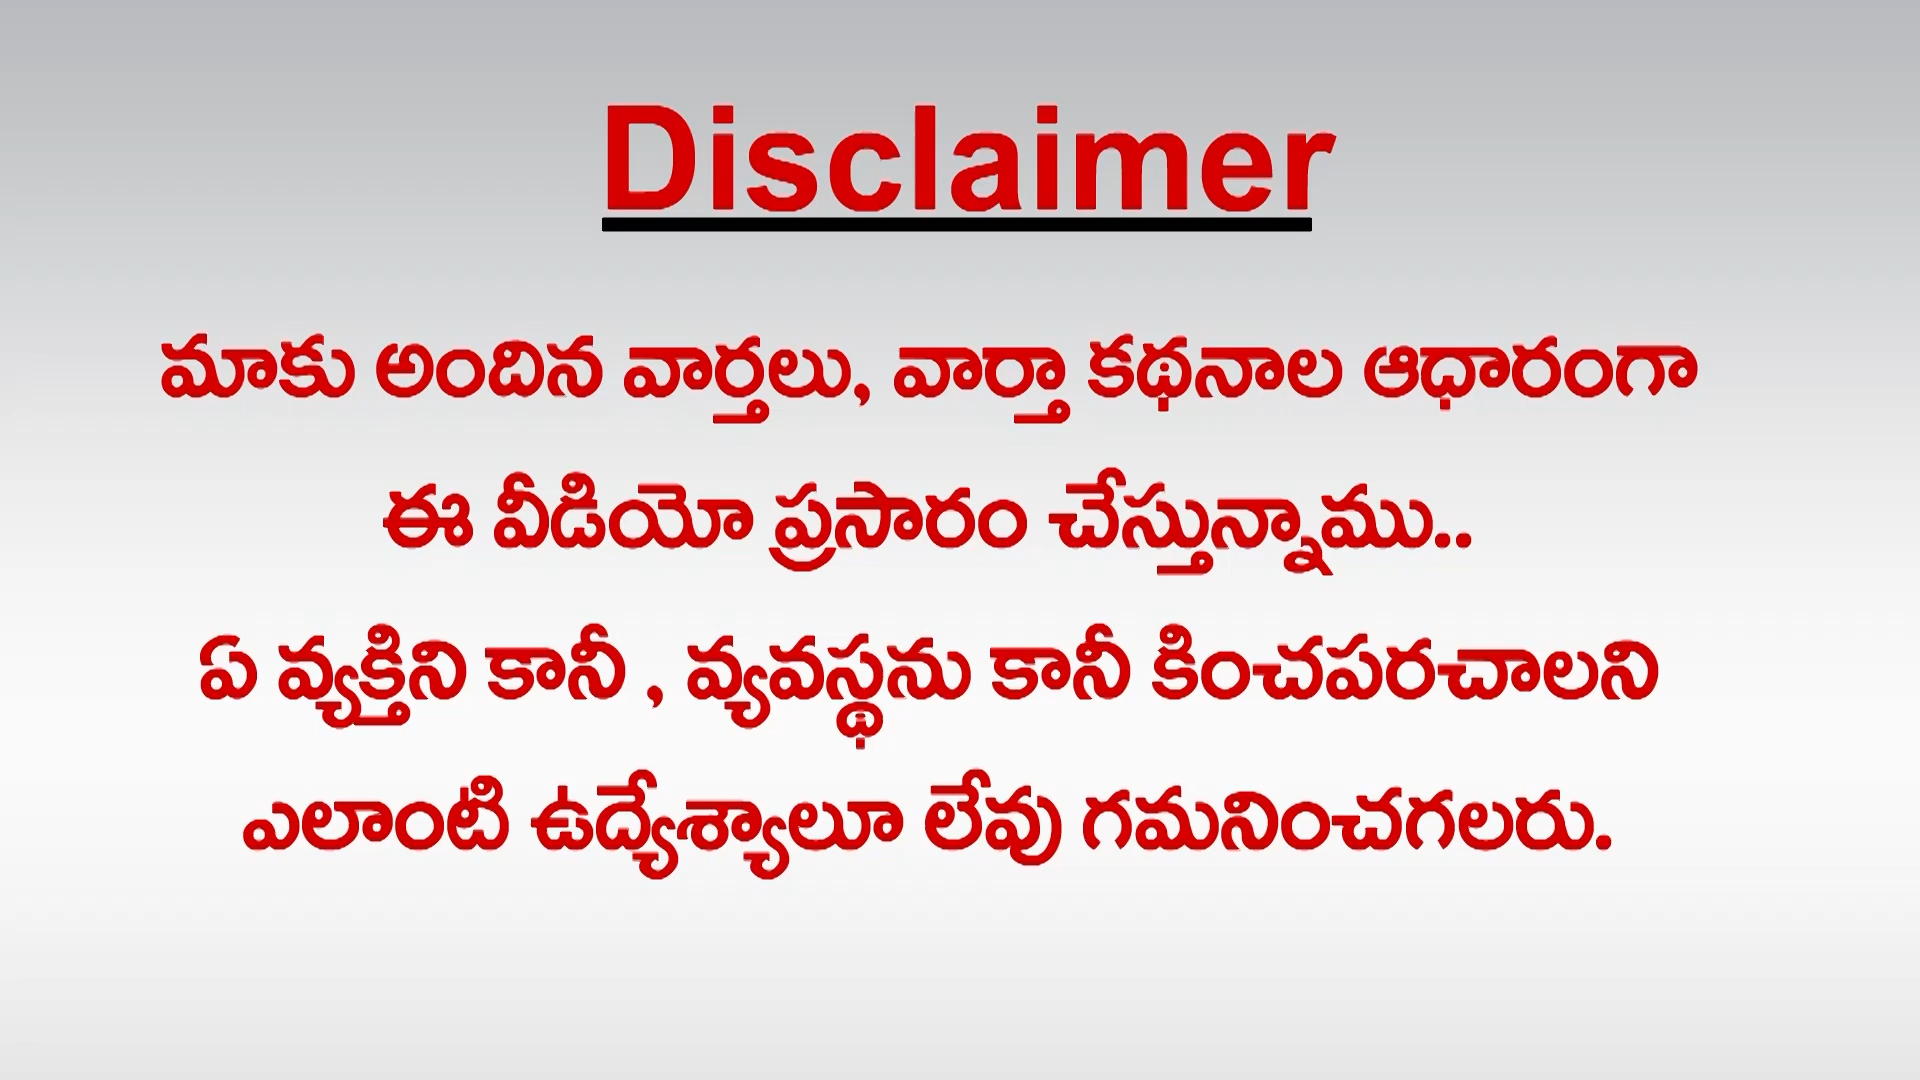 Disclaimer
మాకు అందిన వార్తలు, వార్తా కథనాల ఆధారంగా
ఈ వీడియో ప్రసారం చేస్తున్నాము..
ఏ వ్యక్తిని కానీ , వ్యవస్థను కానీ కించపరచాలని
ఎలాంటి ఉద్యేశ్యాలూ లేవు గమనించగలరు.